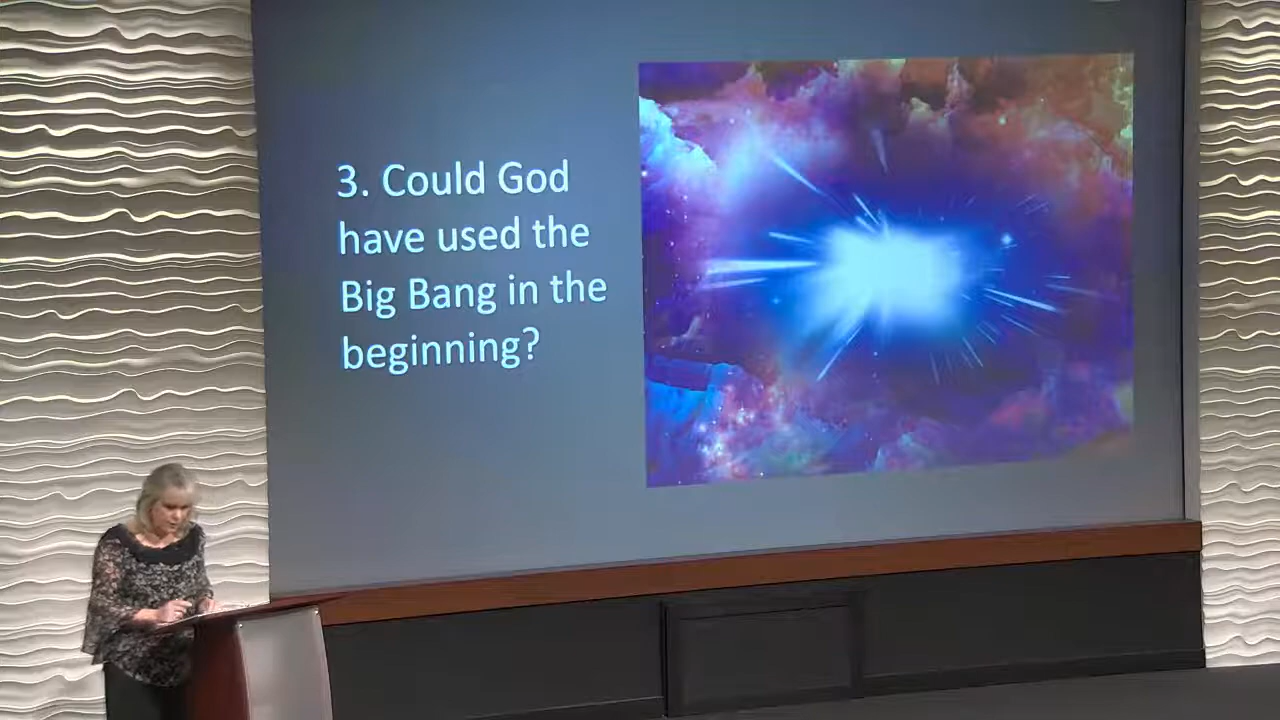 3. Could God
have used the
Big Bang in the
beginning?